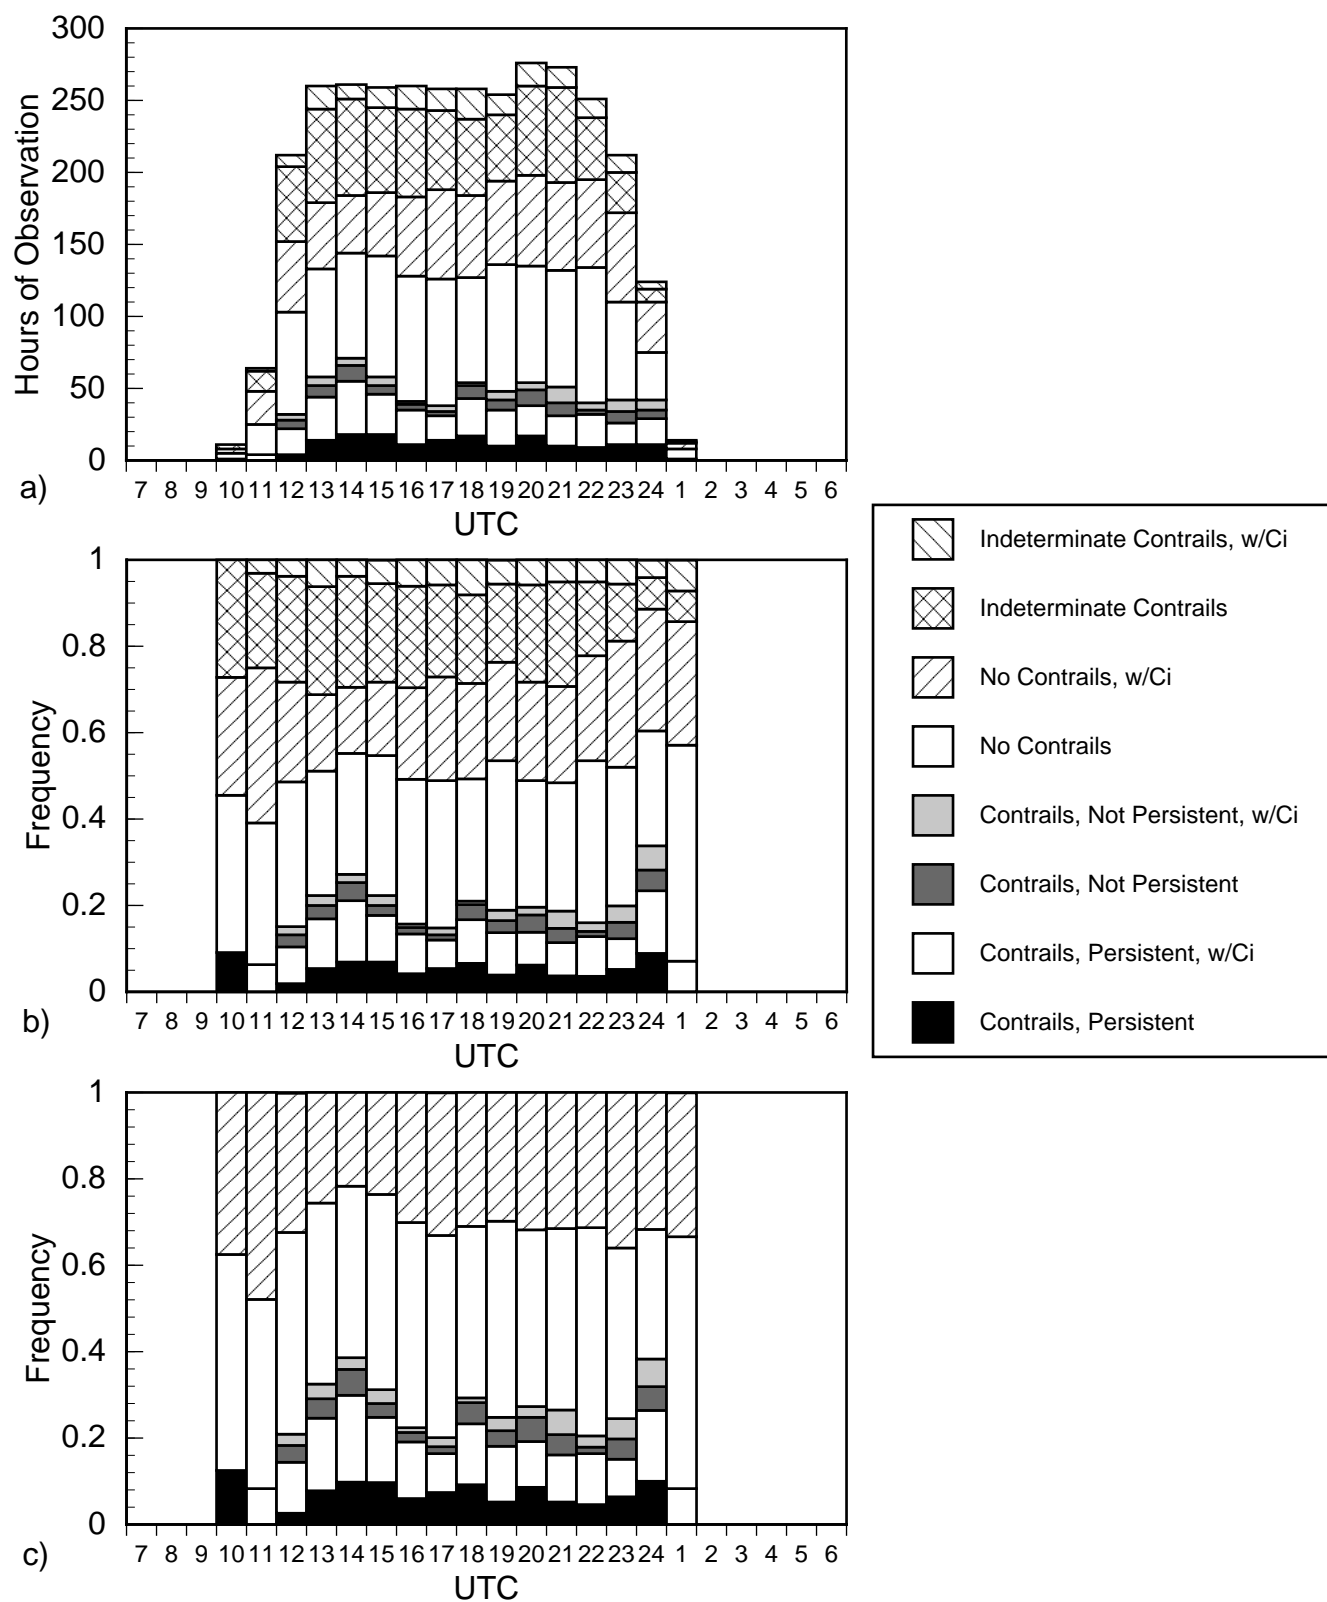 300
250
200
150
100
50
0
Hours of Observation
7 8 9 10 11 12 13 14 15 16 17 18 19 20 21 22 23 24 1 2 3 4 5 6
a)
UTC
1
0.8
0.6
0.4
0.2
0
Frequency
7 8 9 10 11 12 13 14 15 16 17 18 19 20 21 22 23 24 1 2 3 4 5 6
b)
UTC
Indeterminate Contrails, w/Ci
Indeterminate Contrails
No Contrails, w/Ci
No Contrails
Contrails, Not Persistent, w/Ci
Contrails, Not Persistent
Contrails, Persistent, w/Ci
Contrails, Persistent
1
0.8
0.6
0.4
0.2
0
Frequency
7 8 9 10 11 12 13 14 15 16 17 18 19 20 21 22 23 24 1 2 3 4 5 6
c)
UTC